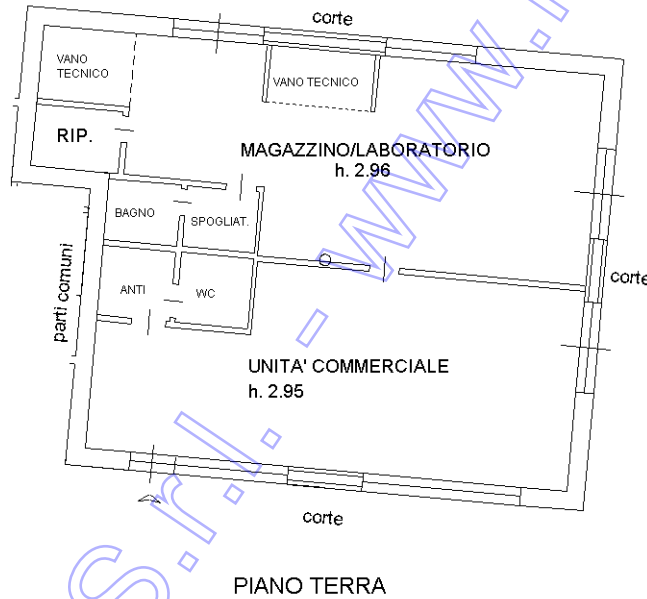 corte
VANO
TECNICO
VANO TECNICO
RIP.
MAGAZZINO/LABORATORIO
h. 2.96
BAGNO
SPOGLIAT.
parti comuni
corte
ANTI
WC
UNITA' COMMERCIALE
h. 2.95
corte
PIANO TERRA
S.r.l. - www.